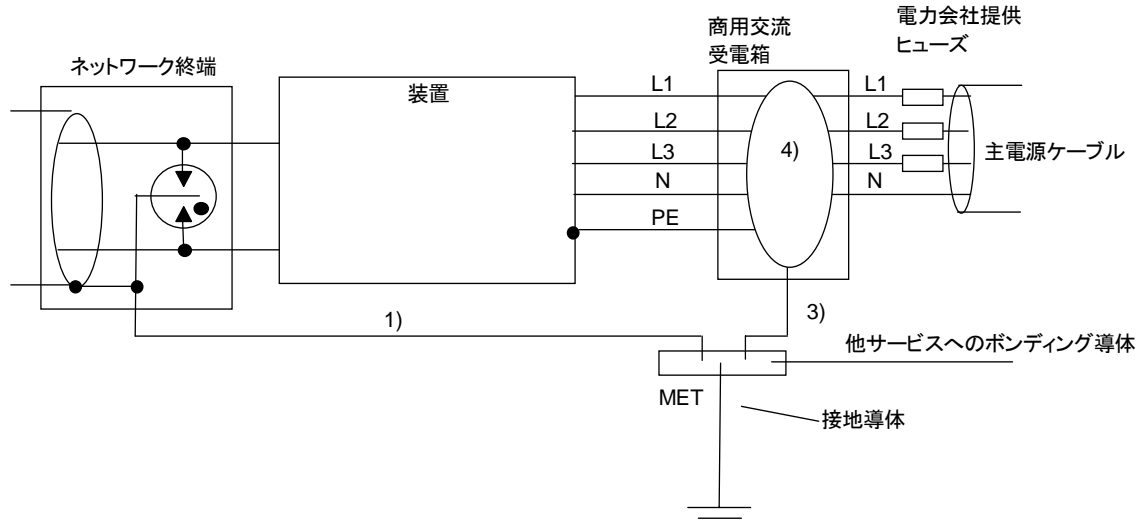 電力会社提供
ヒューズ
商用交流
受電箱
ネットワーク終端
装置
L1
L1
L2
L2
L3
L3
4)
主電源ケーブル
N
N
PE
1)
3)
他サービスへのボンディング導体
MET
接地導体